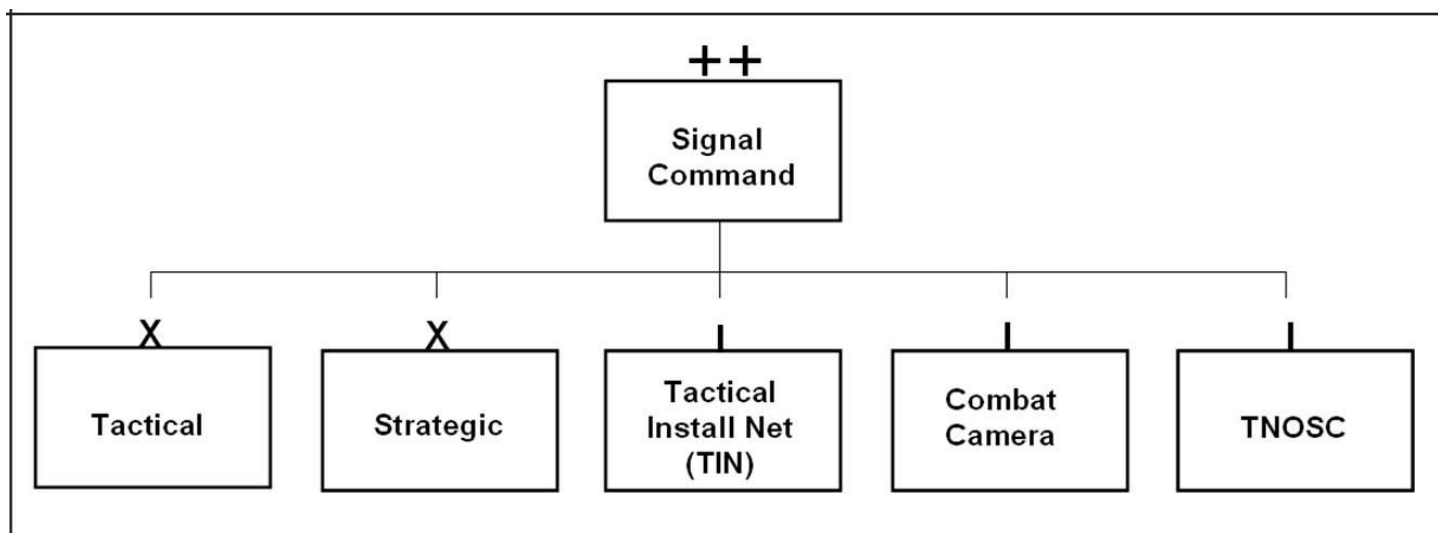 ++
Signal
Command
X
X
I
I
I
Tactical
Strategic
Tactical
Install Net
(TIN)
Combat
Camera
TNOSC